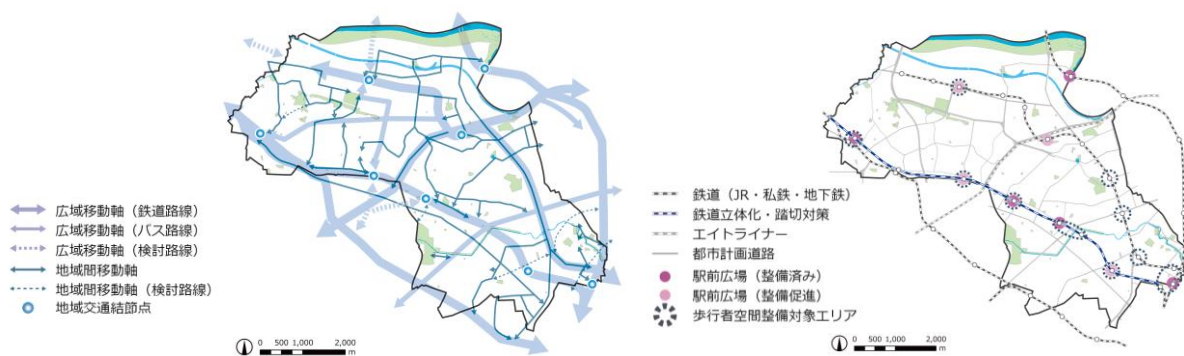 広域移動軸（鉄道路線）
広域移動軸（バス路線）
広域移動軸（検討路線）
地域間移動軸
地域間移動軸（検討路線）
地域交通結節点
0 500 1,000 2,000
m
鉄道（JR・私鉄・地下鉄）
鉄道立体化・踏切対策
エイトライナー
都市計画道路
駅前広場（整備済み）
駅前広場（整備促進）
歩行者空間整備対象エリア
0 500 1,000 2,000
m